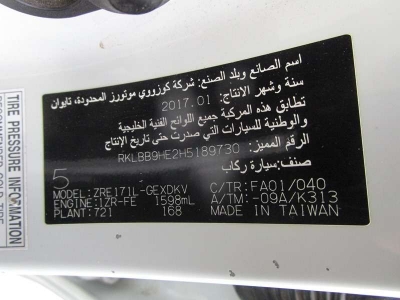 TIRE PRESSURE INFORMATION
اسم الصانع وبلد الصنع: شركة كوزووي موتورز المحدودة، تايوان
سنة وشهر الانتاج: 2017.01
تطابق هذه المركبة جميع اللوائح الفنية الخليجية
والوطنية للسيارات السارية حتى تاريخ الإنتاج
الرقم المميز: RKLBB9HE2H5189730
صنف: سيارة ركاب
5
MODEL: ZRE171L-GEXDKV
C/TR: FA01/040
ENGINE: 1ZR-FE 1598mL
A/TM: -09A/K313
PLANT: 721 168
MADE IN TAIWAN